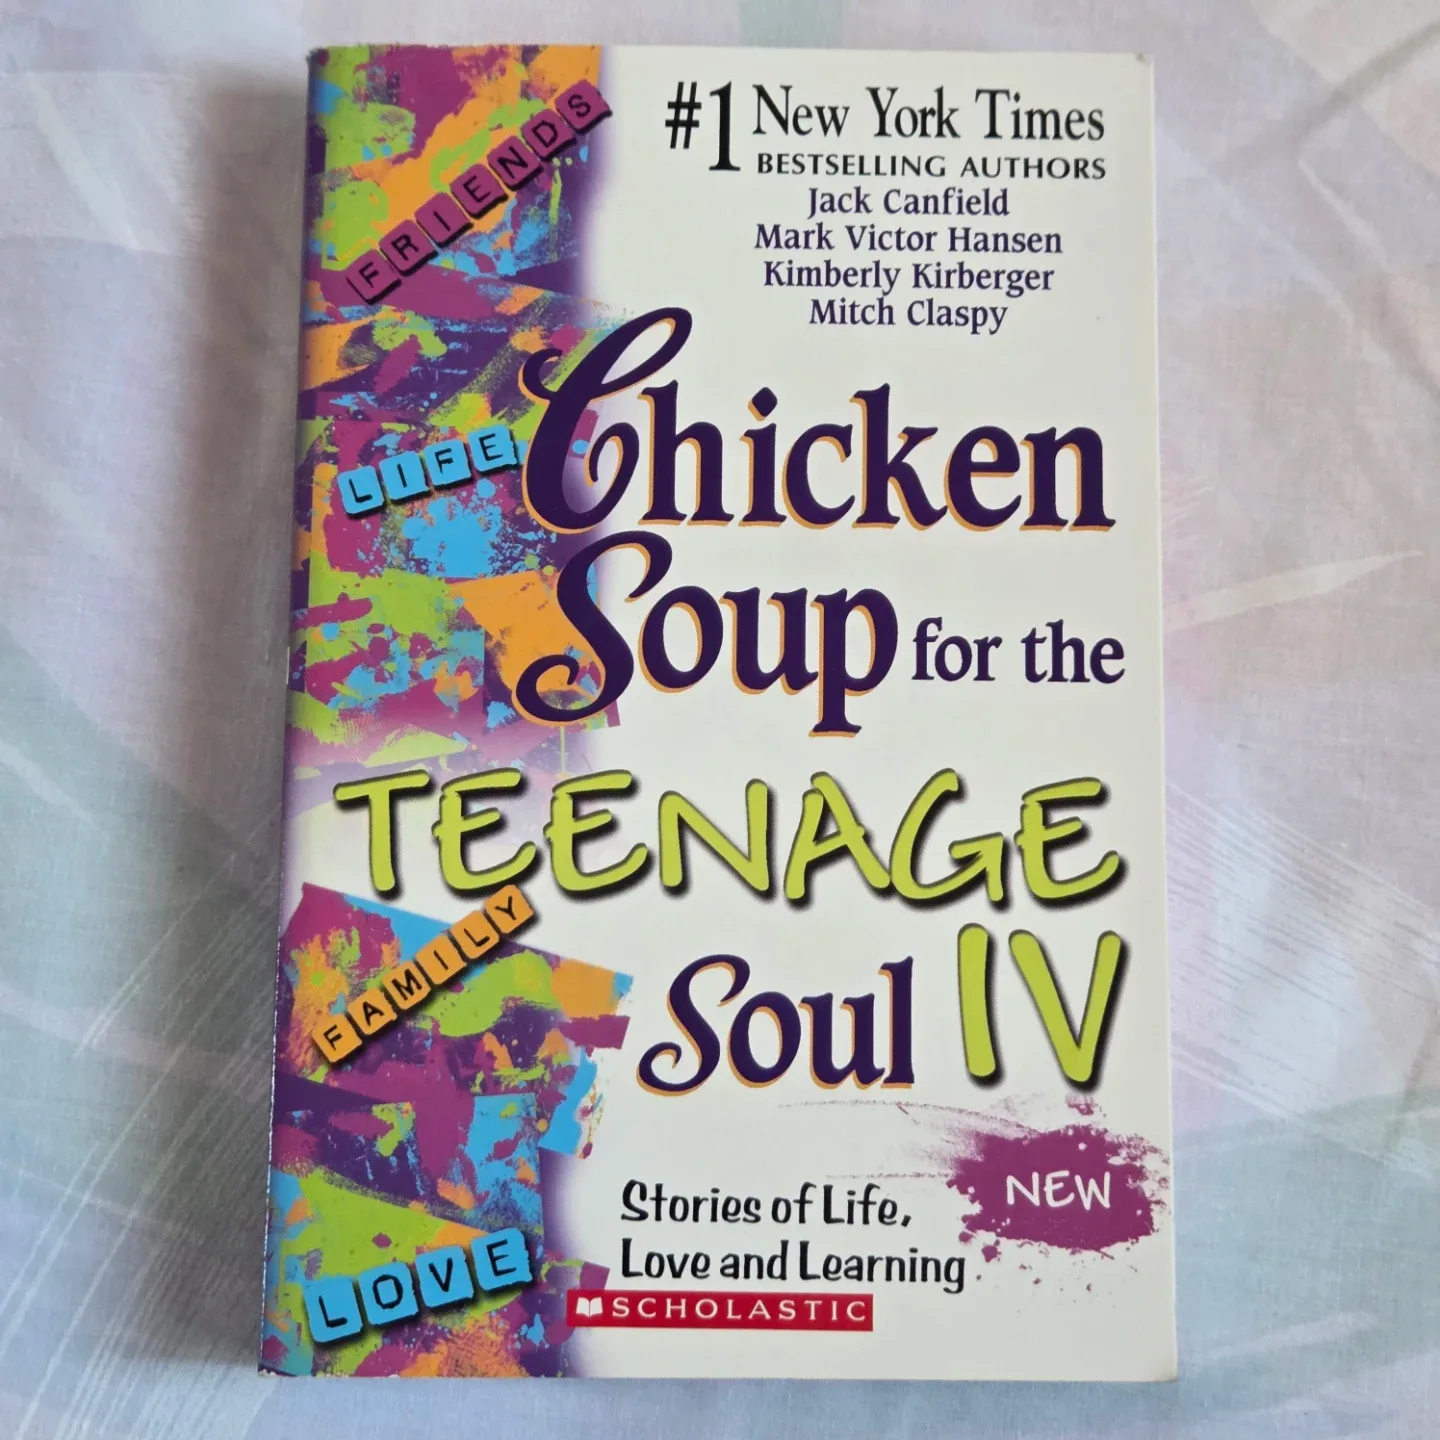 #1 New York Times
BESTSELLING AUTHORS
Jack Canfield
Mark Victor Hansen
Kimberly Kirberger
Mitch Claspy
FRIENDS
LIFE
Chicken
Soup for the
TEENAGE
Soul IV
FAMILY
LOVE
NEW
Stories of Life,
Love and Learning
SCHOLASTIC